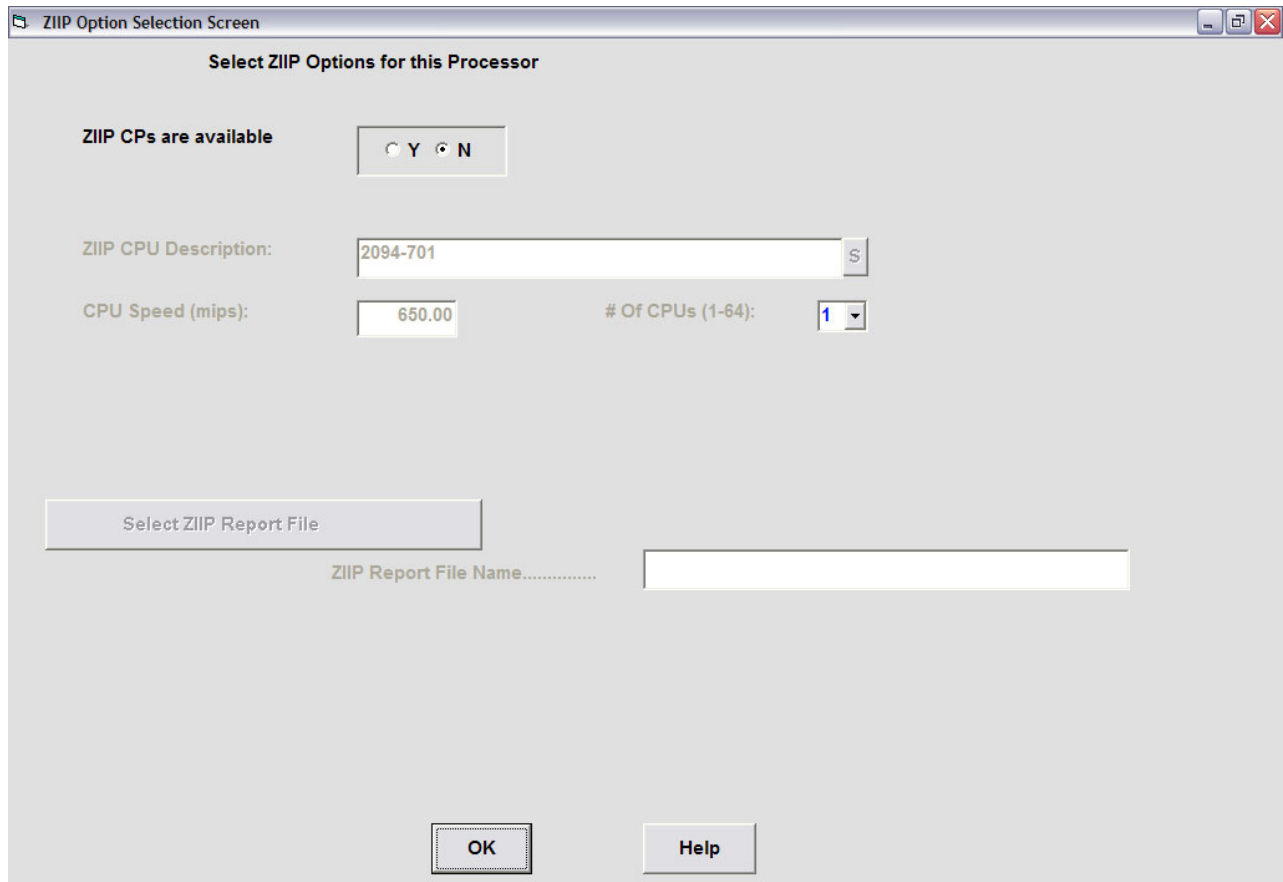 ZIIP Option Selection Screen
Select ZIIP Options for this Processor
ZIIP CPs are available Y N
ZIIP CPU Description: 2094-701 S
CPU Speed (mips): 650.00 # Of CPUs (1-64): 1
Select ZIIP Report File
ZIIP Report File Name...............
OK Help